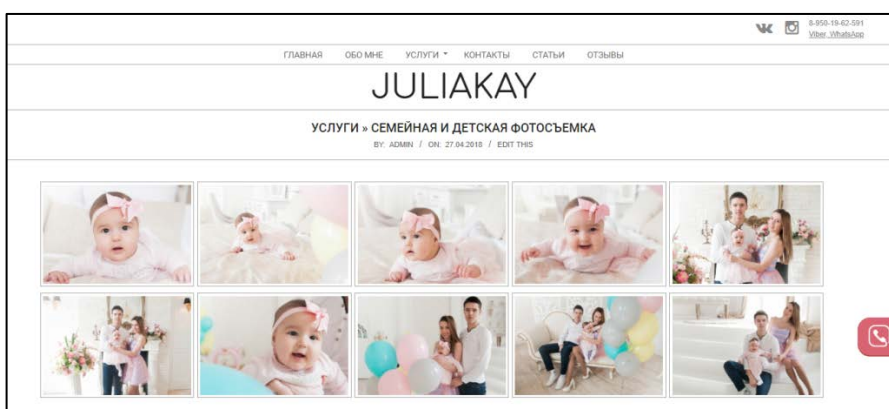 8-950-19-62-591
Viber, WhatsApp
ГЛАВНАЯ ОБО МНЕ УСЛУГИ КОНТАКТЫ СТАТЬИ ОТЗЫВЫ
JULIAKAY
УСЛУГИ » СЕМЕЙНАЯ И ДЕТСКАЯ ФОТОСЪЕМКА
BY: ADMIN / ON: 27.04.2018 / EDIT THIS